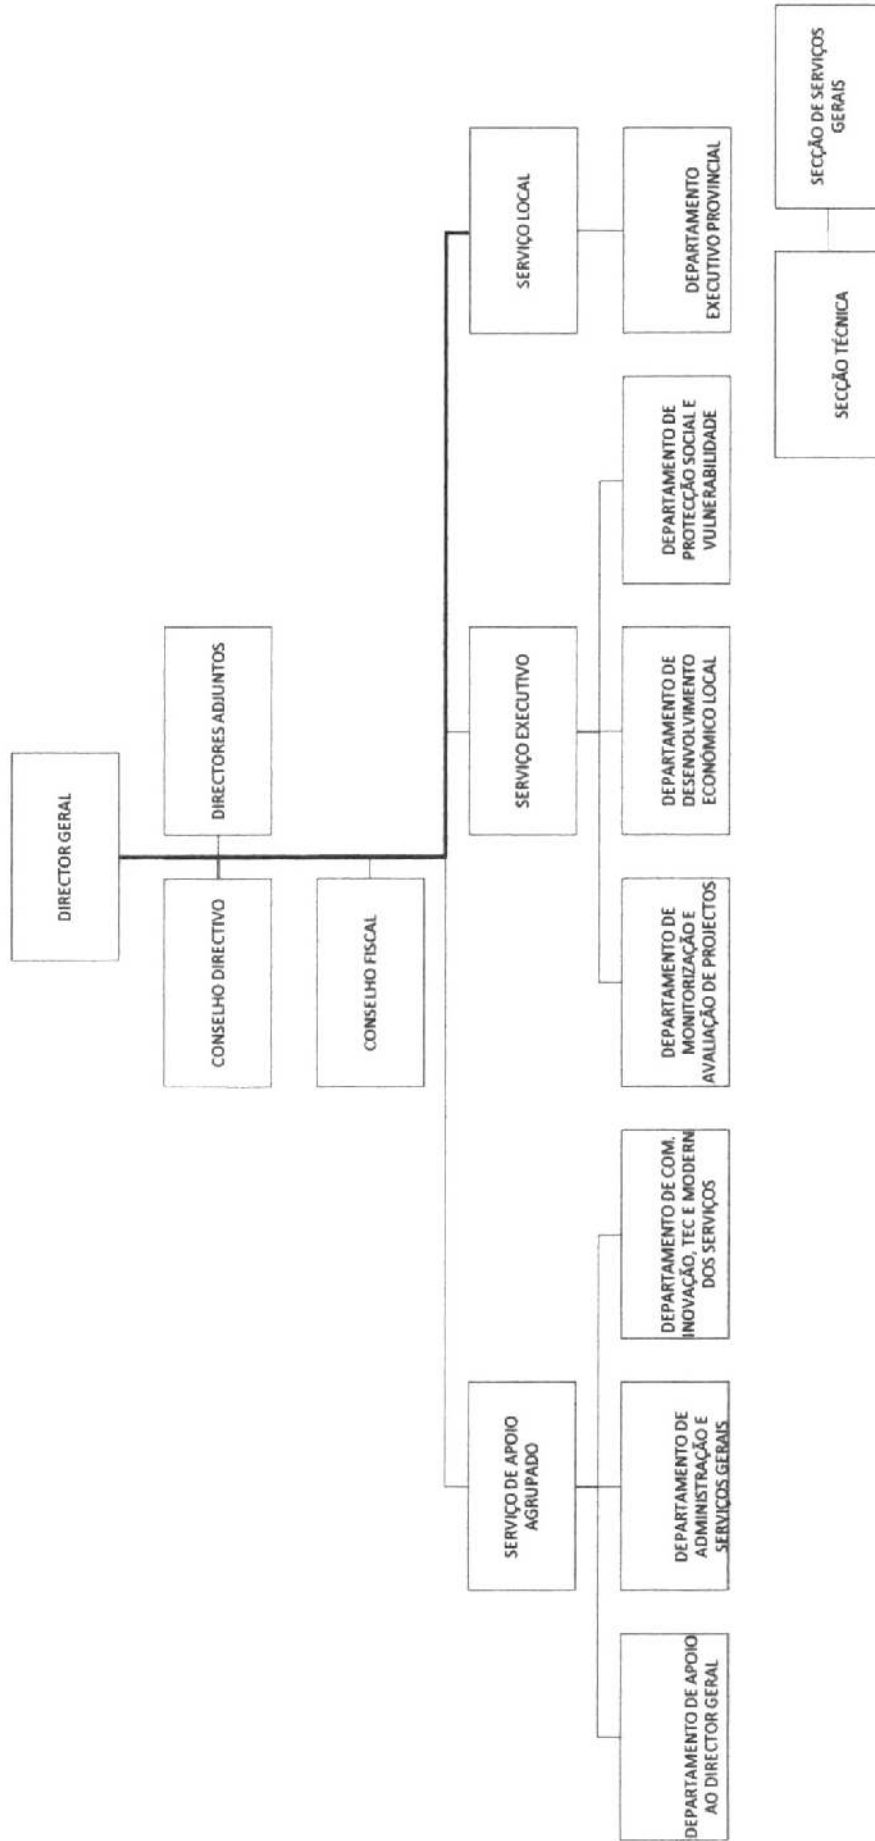 DIRECTOR GERAL
CONSELHO DIRECTIVO
DIRECTORES ADJUNTOS
CONSELHO FISCAL
SERVIÇO DE APOIO
AGRUPADO
SERVIÇO EXECUTIVO
SERVIÇO LOCAL
DEPARTAMENTO DE APOIO
AO DIRECTOR GERAL
DEPARTAMENTO DE
ADMINISTRAÇÃO E
SERVIÇOS GERAIS
DEPARTAMENTO DE COM.
INOVAÇÃO, TEC E MODERN
DOS SERVIÇOS
DEPARTAMENTO DE
MONITORIZAÇÃO E
AVALIAÇÃO DE PROJECTOS
DEPARTAMENTO DE
DESENVOLVIMENTO
ECONÓMICO LOCAL
DEPARTAMENTO DE
PROTECÇÃO SOCIAL E
VULNERABILIDADE
DEPARTAMENTO
EXECUTIVO PROVINCIAL
SECÇÃO TÉCNICA
SECÇÃO DE SERVIÇOS
GERAIS